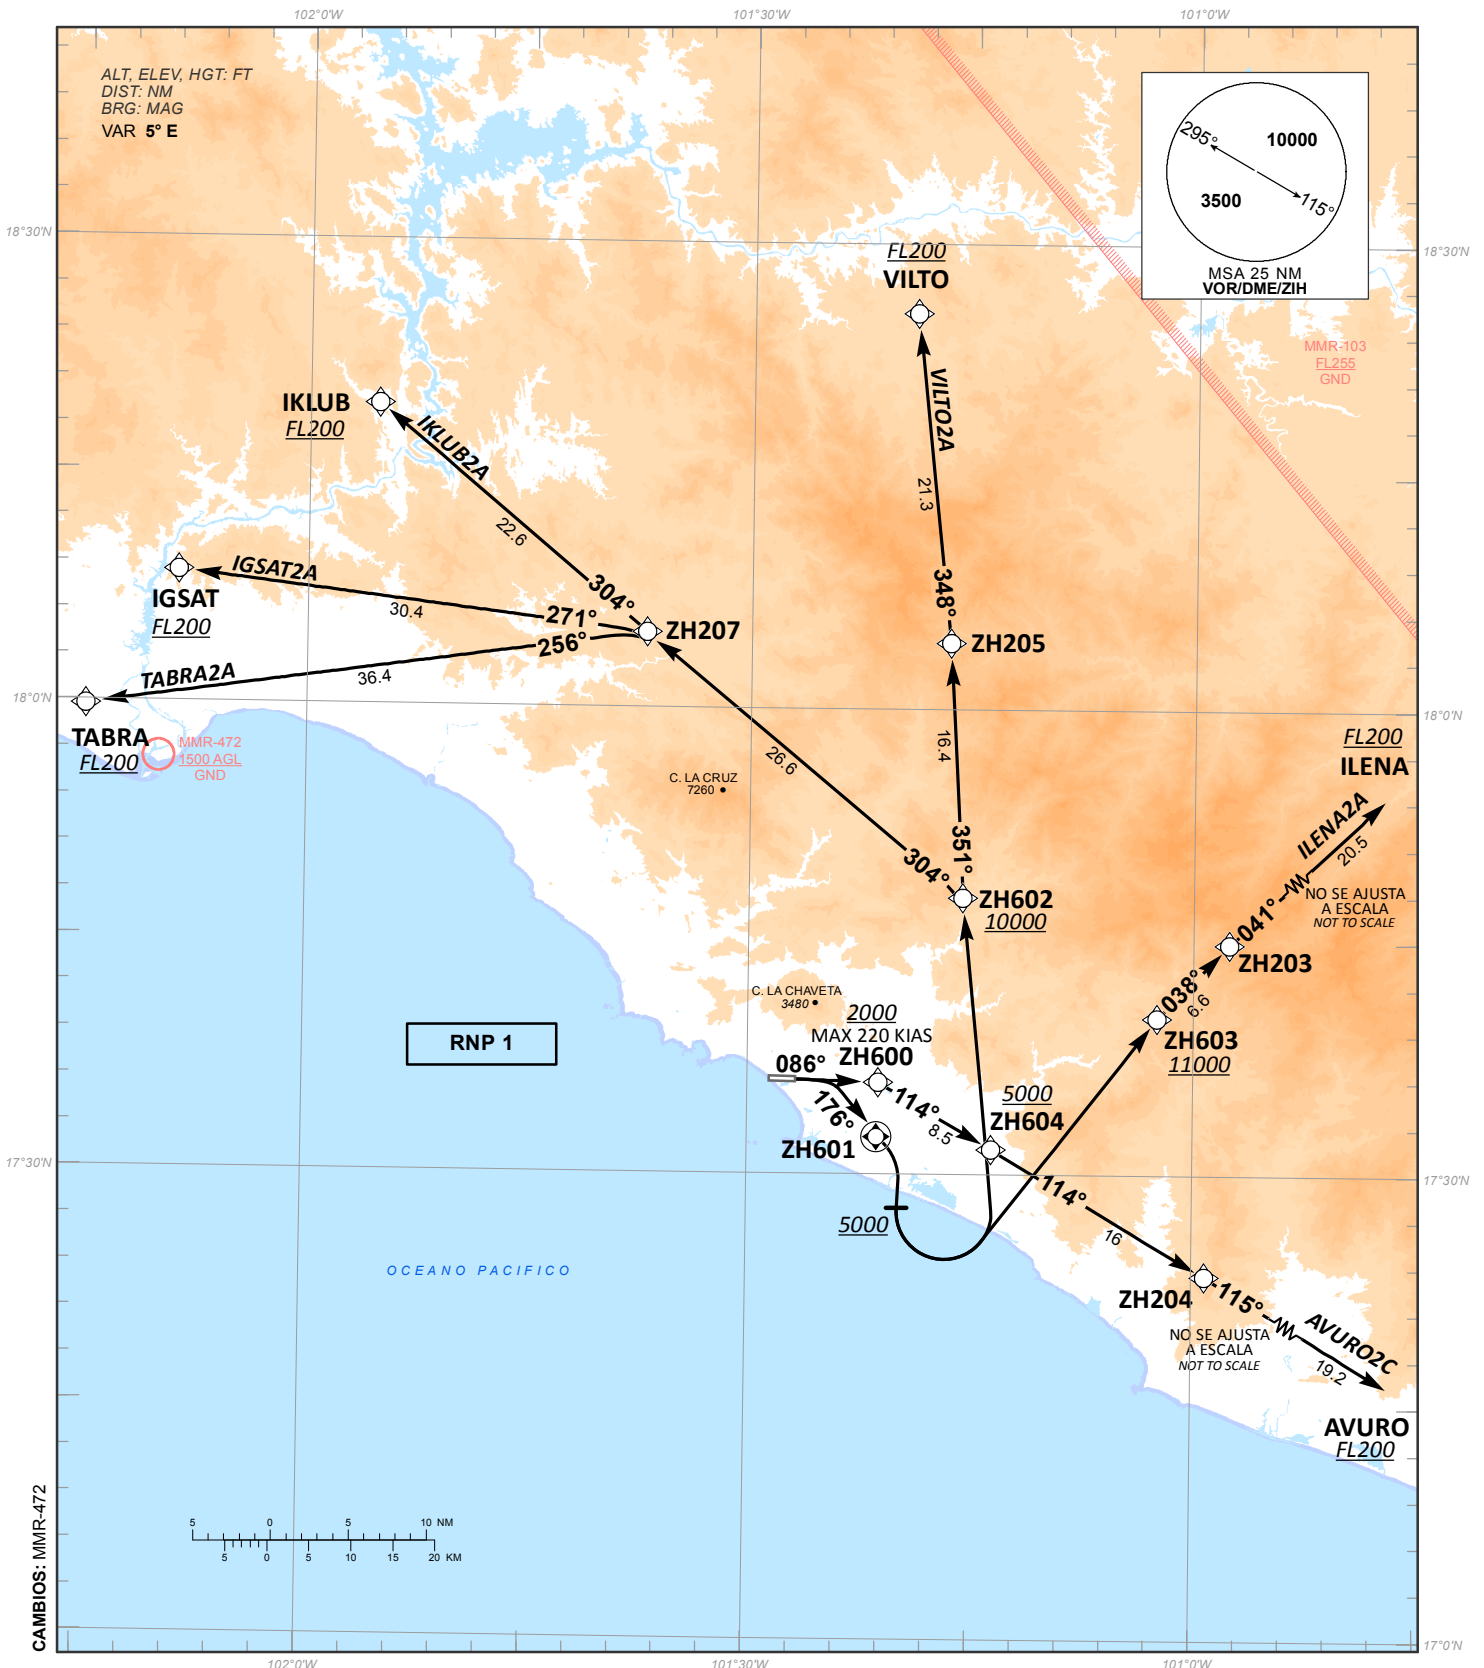 102°0'W
101°30'W
101°0'W
ALT, ELEV, HGT: FT
DIST: NM
BRG: MAG
VAR 5° E
295°
10000
3500
115°
MSA 25 NM
VOR/DME/ZIH
18°30'N
18°30'N
FL200
VILTO
MMR-103
FL255
GND
VILTO2A
21.3
348°
IKLUB
FL200
IKLUB2A
22.6
304°
IGSAT2A
30.4
271°
IGSAT
FL200
256°
ZH207
ZH205
TABRA2A
36.4
18°0'N
18°0'N
TABRA
FL200
MMR-472
1500 AGL
GND
26.6
16.4
C. LA CRUZ
7260
FL200
ILENA
ILENA2A
20.5
351°
304°
ZH602
10000
NO SE AJUSTA
A ESCALA
NOT TO SCALE
041°
ZH203
038°
6.6
C. LA CHAVETA
3480
2000
MAX 220 KIAS
ZH600
RNP 1
ZH603
11000
086°
176°
114°
8.5
5000
ZH604
ZH601
17°30'N
17°30'N
114°
16
5000
OCEANO PACIFICO
ZH204
115°
NO SE AJUSTA
A ESCALA
NOT TO SCALE
AVURO2C
19.2
AVURO
FL200
CAMBIOS: MMR-472
5 0 5 10 NM
5 0 5 10 15 20 KM
17°0'N
102°0'W
101°30'W
101°0'W